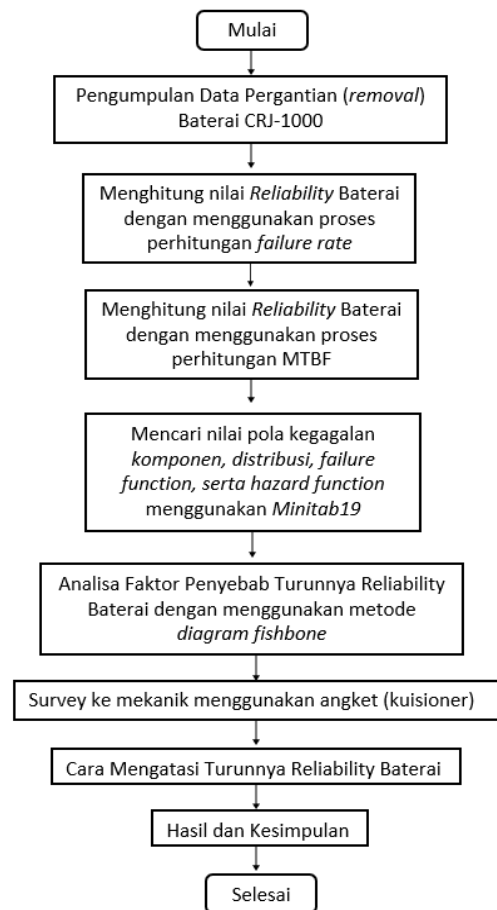 Mulai
Pengumpulan Data Pergantian (removal)
Baterai CRJ-1000
Menghitung nilai Reliability Baterai
dengan menggunakan proses
perhitungan failure rate
Menghitung nilai Reliability Baterai
dengan menggunakan proses
perhitungan MTBF
Mencari nilai pola kegagalan
komponen, distribusi, failure
function, serta hazard function
menggunakan Minitab19
Analisa Faktor Penyebab Turunnya Reliability
Baterai dengan menggunakan metode
diagram fishbone
Survey ke mekanik menggunakan angket (kuisioner)
Cara Mengatasi Turunnya Reliability Baterai
Hasil dan Kesimpulan
Selesai